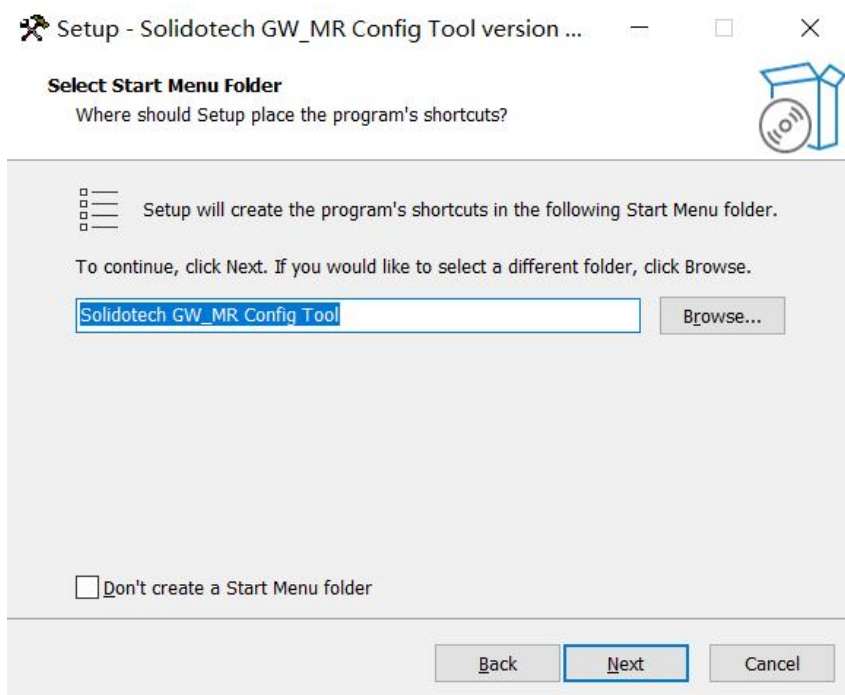 Setup - Solidotech GW_MR Config Tool version ...
Select Start Menu Folder
Where should Setup place the program's shortcuts?
Setup will create the program's shortcuts in the following Start Menu folder.
To continue, click Next. If you would like to select a different folder, click Browse.
Solidotech GW_MR Config Tool
Browse...
Don't create a Start Menu folder
Back
Next
Cancel